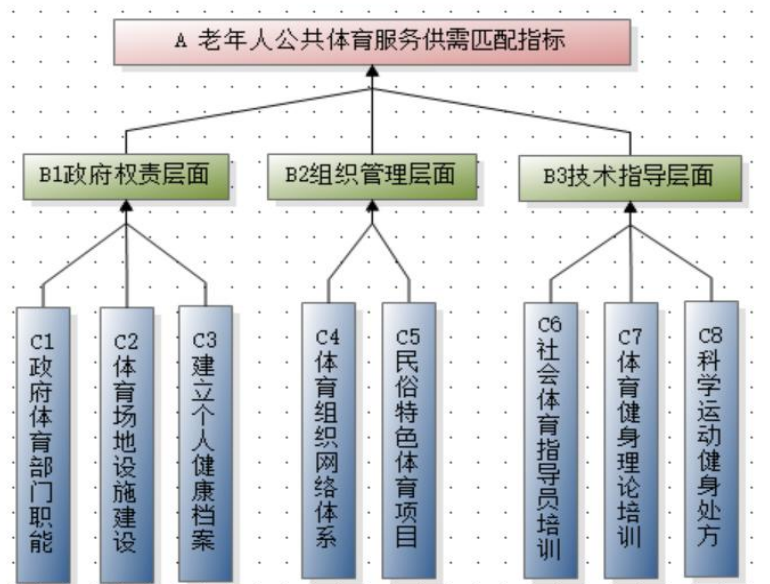 A 老年人公共体育服务供需匹配指标
B1政府权责层面
B2组织管理层面
B3技术指导层面
C1政府体育部门职能
C2体育场地设施建设
C3建立个人健康档案
C4体育组织网络体系
C5民俗特色体育项目
C6社会体育指导员培训
C7体育健身理论培训
C8科学运动健身处方